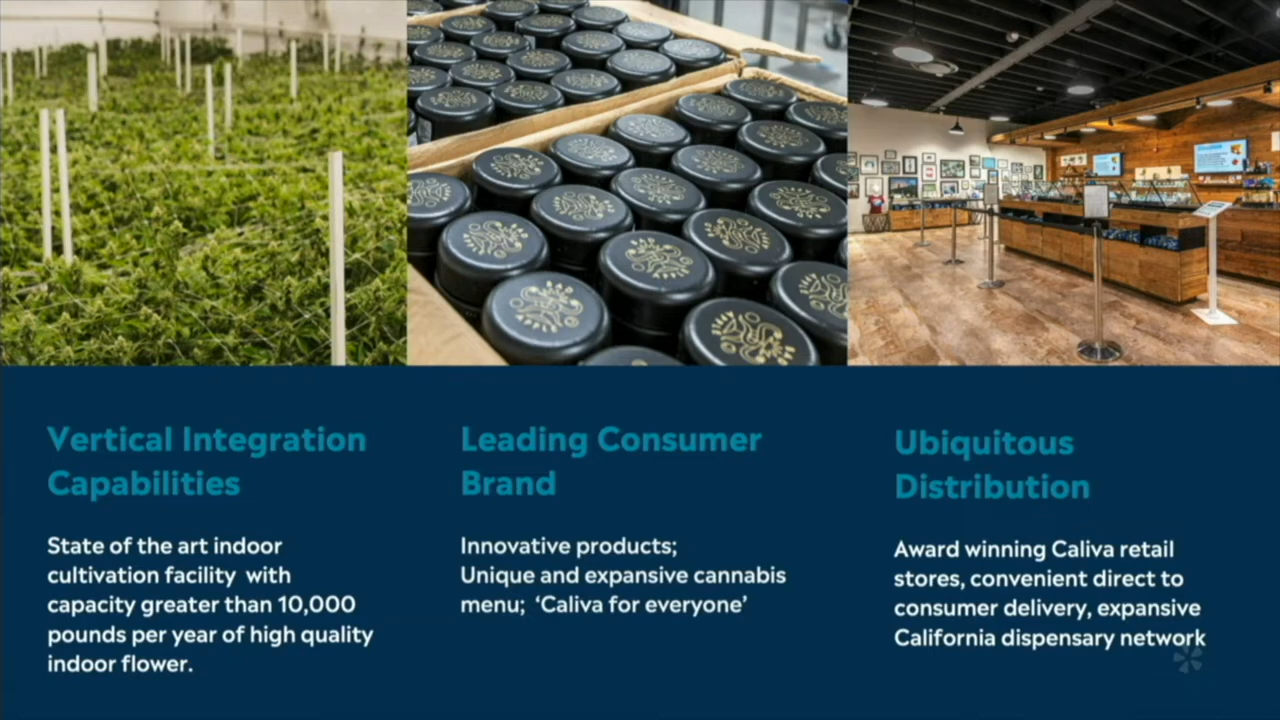 Vertical Integration
Capabilities
State of the art indoor
cultivation facility with
capacity greater than 10,000
pounds per year of high quality
indoor flower.
Leading Consumer
Brand
Innovative products;
Unique and expansive cannabis
menu; ‘Caliva for everyone’
Ubiquitous
Distribution
Award winning Caliva retail
stores, convenient direct to
consumer delivery, expansive
California dispensary network